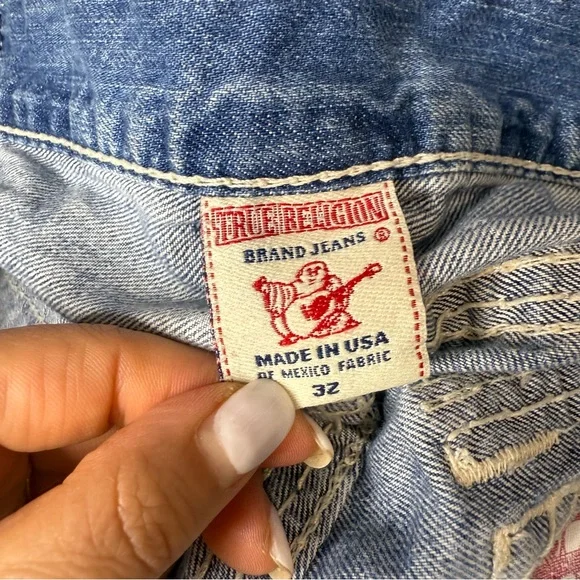 TRUE RELIGION
BRAND JEANS ®
MADE IN USA
OF MEXICO FABRIC
32